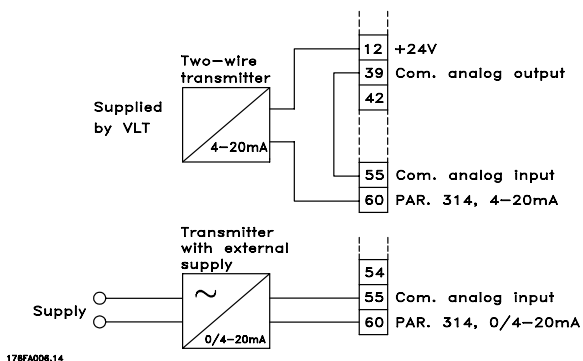 12 +24V
Two-wire
transmitter
39 Com. analog output
42
Supplied
by VLT
4-20mA
55 Com. analog input
60 PAR. 314, 4-20mA
Transmitter
with external
supply
54
~
55 Com. analog input
Supply
60 PAR. 314, 0/4-20mA
0/4-20mA
176FA006.14